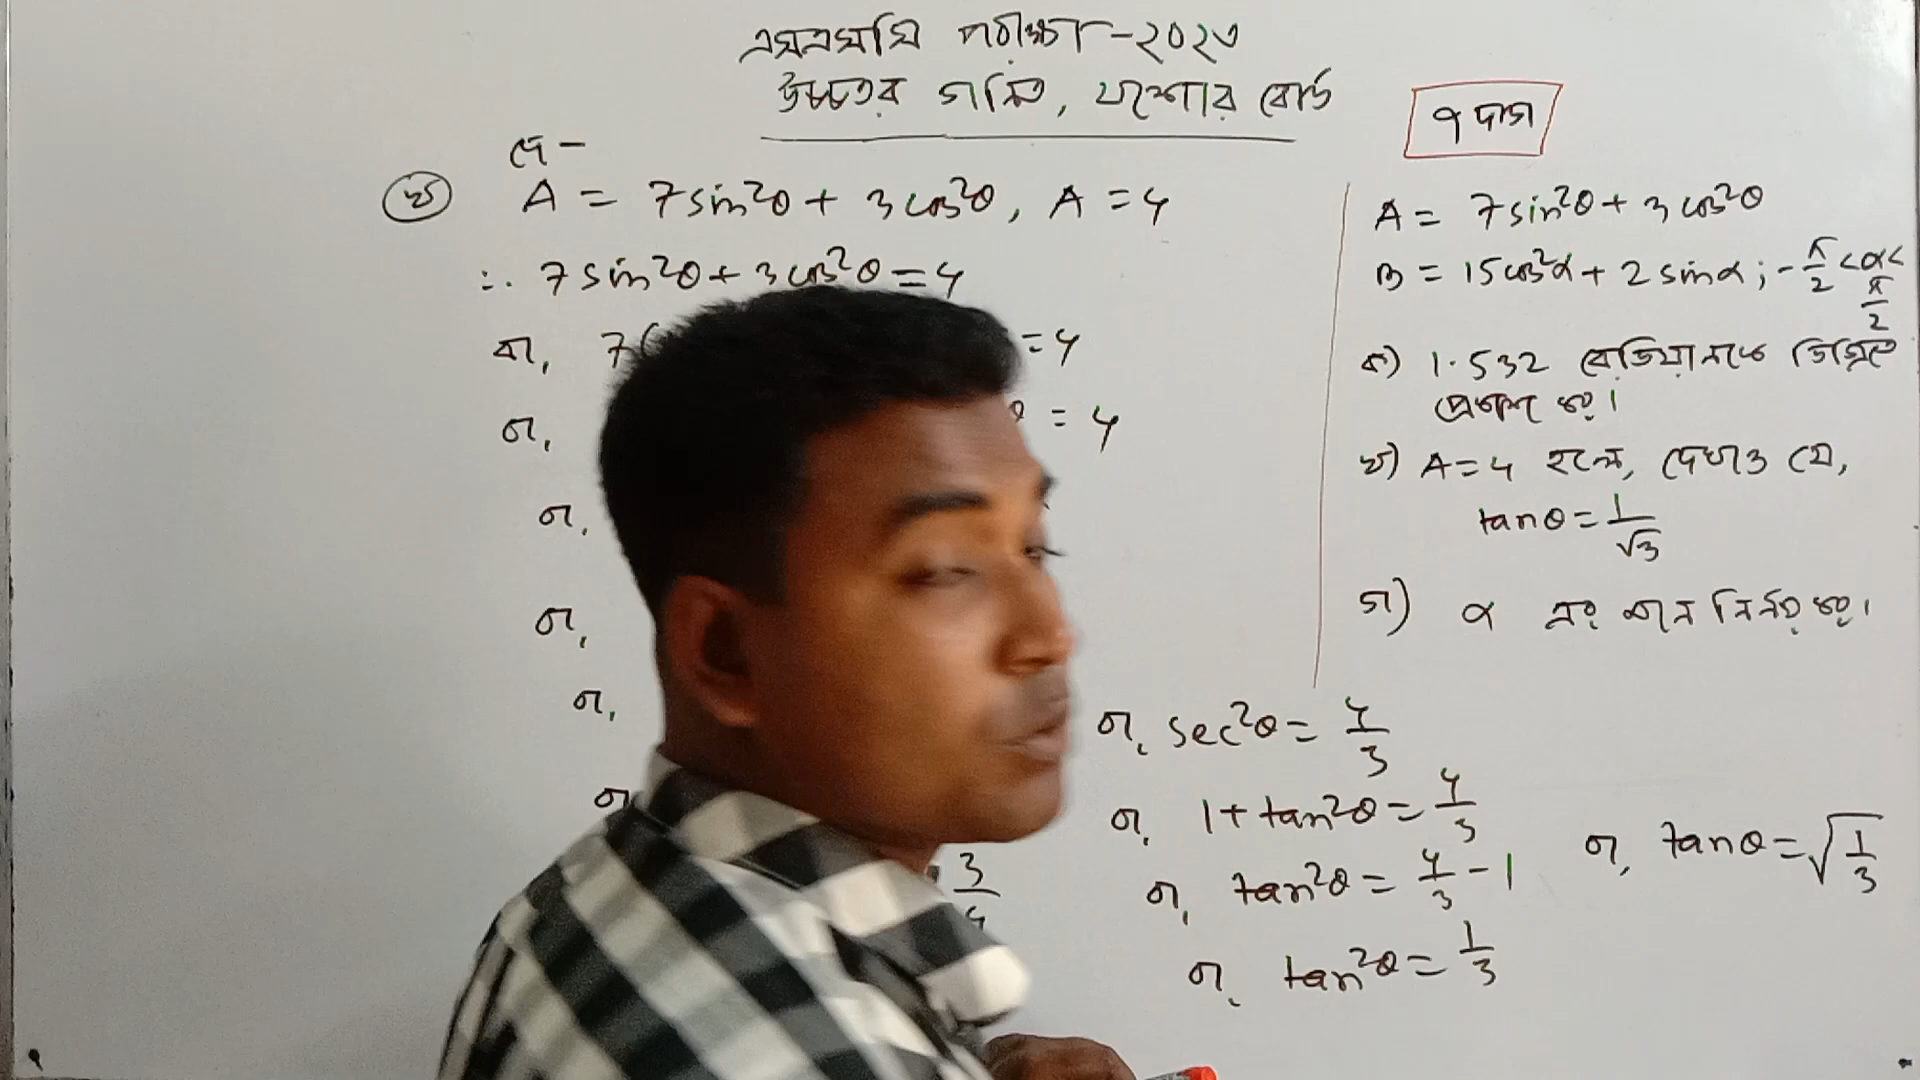 এসএসসি পরীক্ষা - ২০২৩
উচ্চতর গনিত, যশোর বোর্ড
৭ দাগ
দে -
খ A = 7sin²θ + 3cos²θ, A = 4
∴ 7sin²θ + 3cos²θ = 4
বা, 7( = 4
বা, = 4
বা,
বা,
বা,
বা
3/4
বা, sec²θ = 4/3
বা, 1 + tan²θ = 4/3
বা, tan²θ = 4/3 - 1
বা, tan²θ = 1/3
বা, tanθ = √(1/3)
A = 7sin²θ + 3cos²θ
B = 15cos²α + 2sinα ; -π/2 < α < π/2
ক) 1.532 রেডিয়ানকে ডিগ্রিতে
প্রকাশ কর।
খ) A = 4 হলে, দেখাও যে,
tanθ = 1/√3
গ) α এর মান নির্নয় কর।